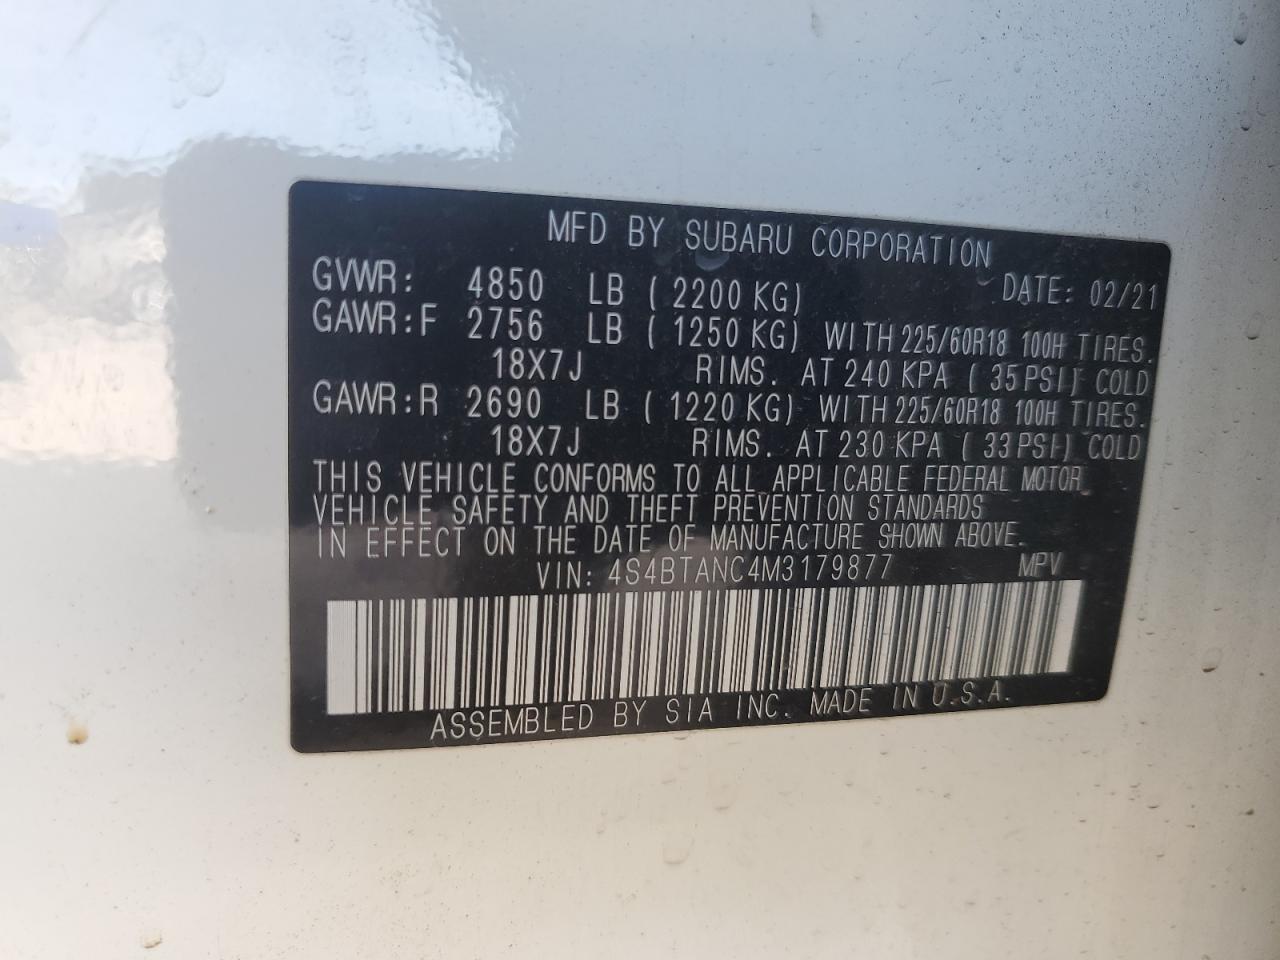 MFD BY SUBARU CORPORATION
GVWR: 4850 LB (2200 KG) DATE: 02/21
GAWR:F 2756 LB (1250 KG) WITH 225/60R18 100H TIRES.
18X7J RIMS. AT 240 KPA (35 PSI) COLD
GAWR:R 2690 LB (1220 KG) WITH 225/60R18 100H TIRES.
18X7J RIMS. AT 230 KPA (33 PSI) COLD
THIS VEHICLE CONFORMS TO ALL APPLICABLE FEDERAL MOTOR
VEHICLE SAFETY AND THEFT PREVENTION STANDARDS
IN EFFECT ON THE DATE OF MANUFACTURE SHOWN ABOVE.
VIN: 4S4BTANC4M3179877 MPV
ASSEMBLED BY SIA INC. MADE IN U.S.A.